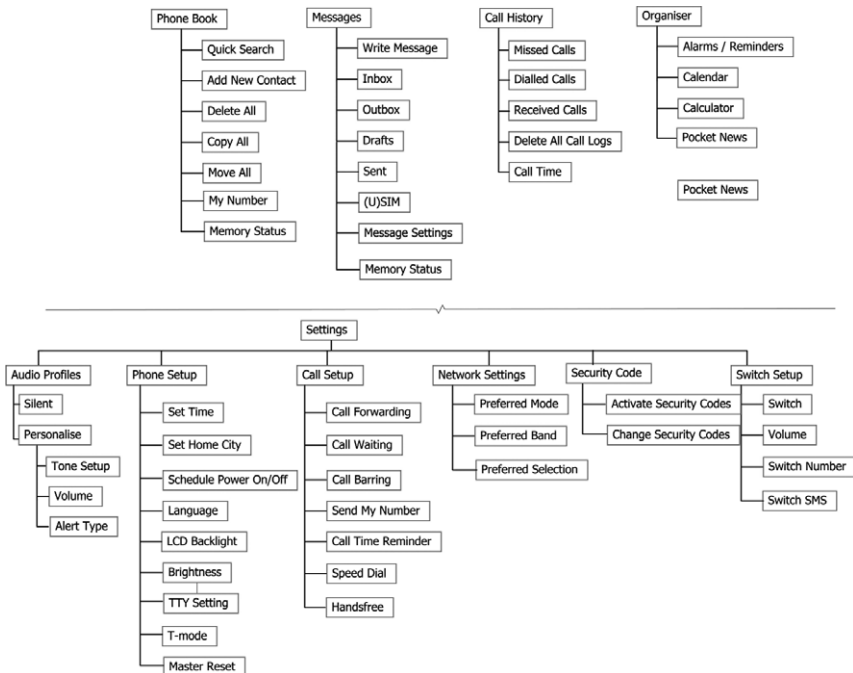 Phone Book
Quick Search
Add New Contact
Delete All
Copy All
Move All
My Number
Memory Status
Messages
Write Message
Inbox
Outbox
Drafts
Sent
(U)SIM
Message Settings
Memory Status
Call History
Missed Calls
Dialled Calls
Received Calls
Delete All Call Logs
Call Time
Organiser
Alarms / Reminders
Calendar
Calculator
Pocket News
Pocket News
Settings
Audio Profiles
Silent
Personalise
Tone Setup
Volume
Alert Type
Phone Setup
Set Time
Set Home City
Schedule Power On/Off
Language
LCD Backlight
Brightness
TTY Setting
T-mode
Master Reset
Call Setup
Call Forwarding
Call Waiting
Call Barring
Send My Number
Call Time Reminder
Speed Dial
Handsfree
Network Settings
Preferred Mode
Preferred Band
Preferred Selection
Security Code
Activate Security Codes
Change Security Codes
Switch Setup
Switch
Volume
Switch Number
Switch SMS